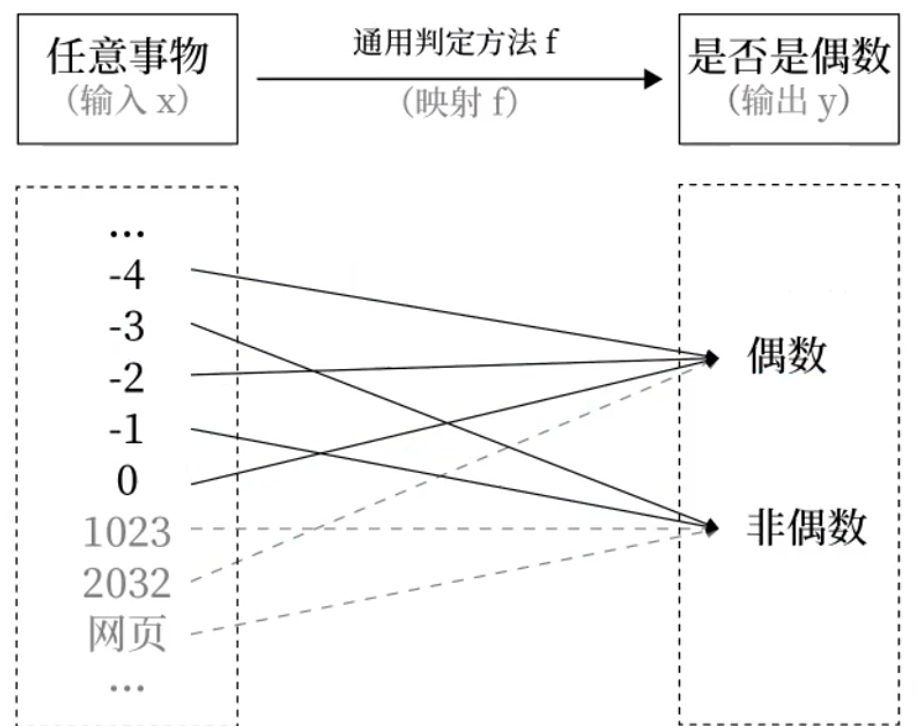 任意事物
(输入 x)
通用判定方法 f
(映射 f)
是否是偶数
(输出 y)
...
-4
-3
-2
-1
0
1023
2032
网页
...
偶数
非偶数